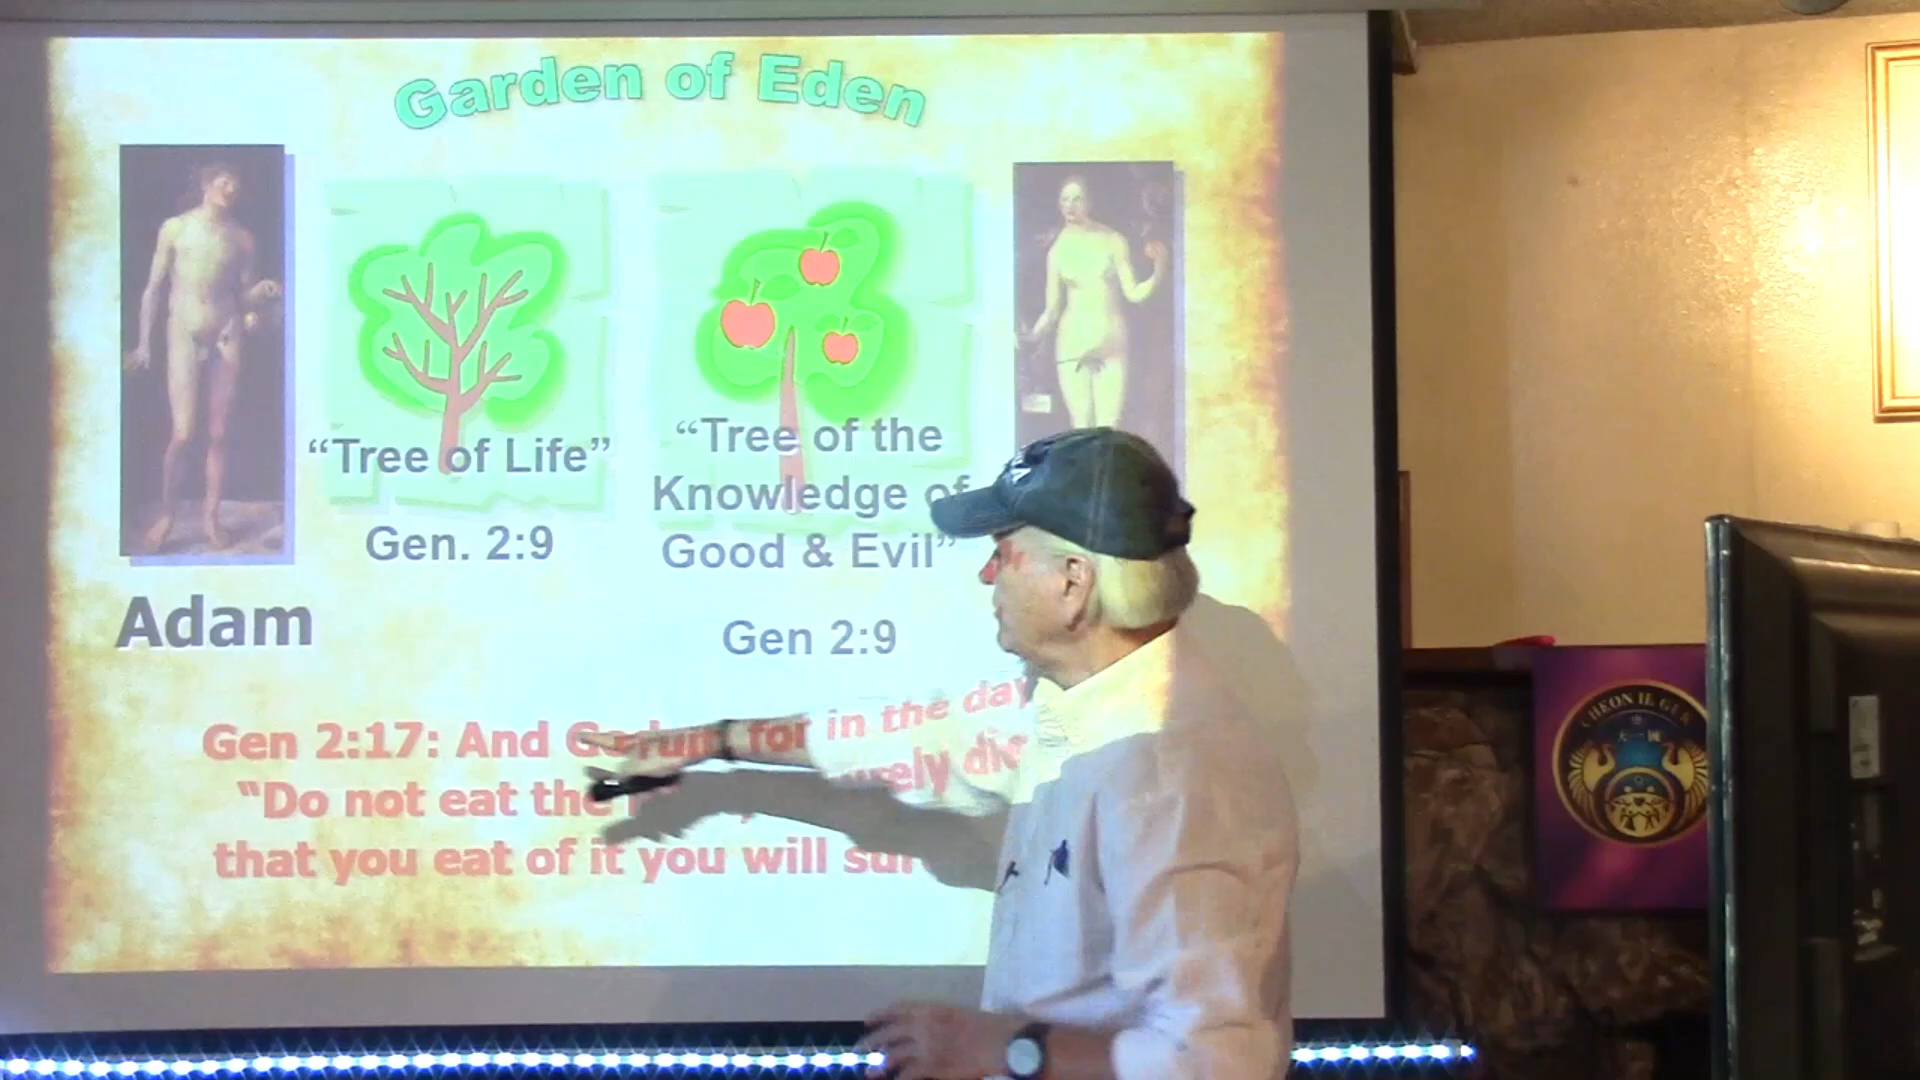 Garden of Eden
“Tree of Life”
Gen. 2:9
“Tree of the
Knowledge of
Good & Evil”
Gen 2:9
Adam
Gen 2:17: And for in the day
“Do not eat the
that you eat of it you will
CHEON IL GUK